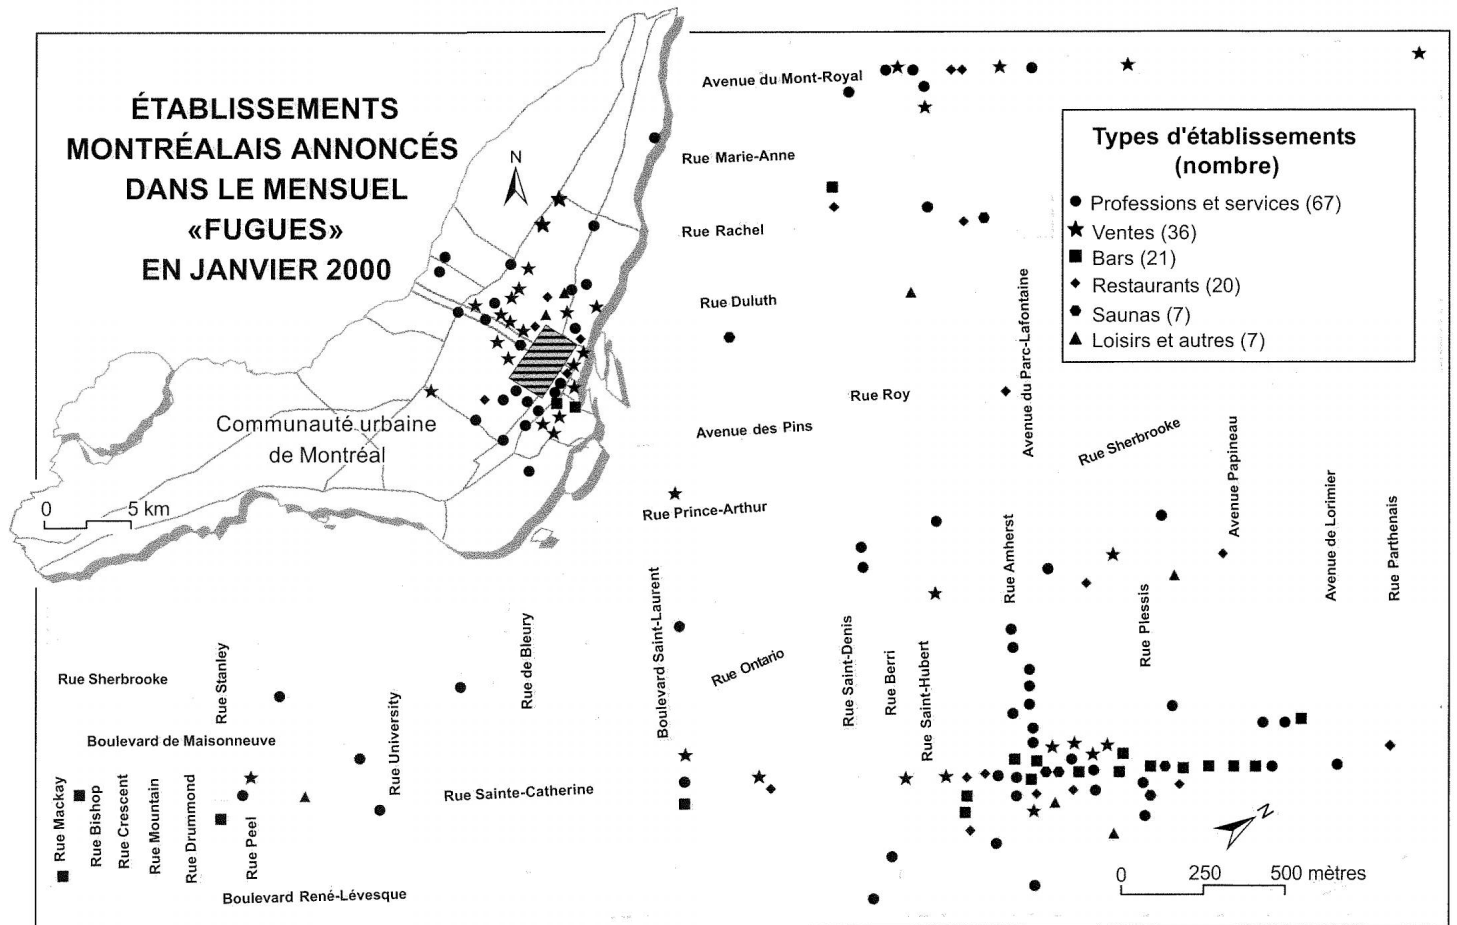 ÉTABLISSEMENTS
MONTRÉALAIS ANNONCÉS
DANS LE MENSUEL
«FUGUES»
EN JANVIER 2000
N
Communauté urbaine
de Montréal
0 5 km
Avenue du Mont-Royal
Rue Marie-Anne
Rue Rachel
Rue Duluth
Rue Roy
Avenue des Pins
Rue Prince-Arthur
Types d'établissements
(nombre)
Professions et services (67)
Ventes (36)
Bars (21)
Restaurants (20)
Saunas (7)
Loisirs et autres (7)
Avenue du Parc-Lafontaine
Rue Sherbrooke
Avenue Papineau
Avenue de Lorimier
Rue Parthenais
Rue Amherst
Rue Plessis
Rue Sherbrooke
Rue Stanley
Rue de Bleury
Boulevard Saint-Laurent
Rue Ontario
Rue Saint-Denis
Rue Berri
Rue Saint-Hubert
Boulevard de Maisonneuve
Rue University
Rue Sainte-Catherine
Rue Mackay
Rue Bishop
Rue Crescent
Rue Mountain
Rue Drummond
Rue Peel
Boulevard René-Lévesque
N
0 250 500 mètres